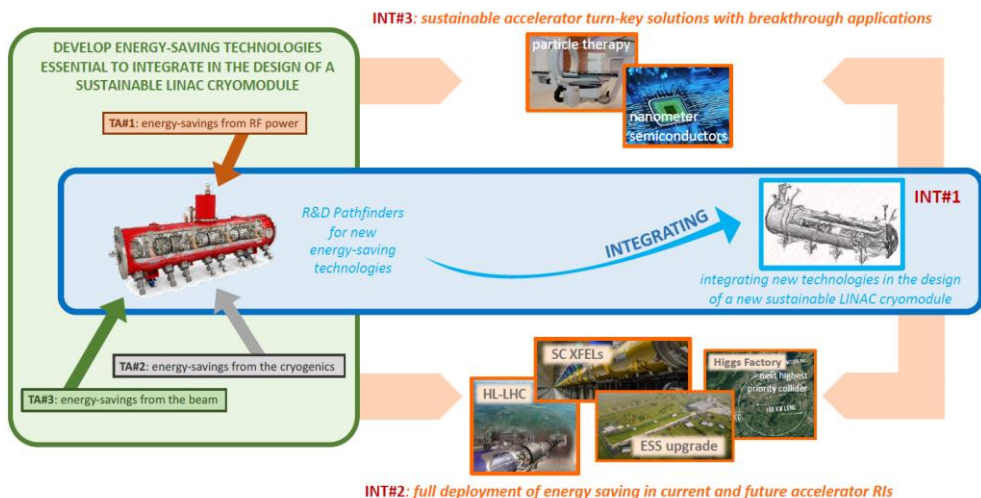 INT#3: sustainable accelerator turn-key solutions with breakthrough applications
DEVELOP ENERGY-SAVING TECHNOLOGIES
ESSENTIAL TO INTEGRATE IN THE DESIGN OF A
SUSTAINABLE LINAC CRYOMODULE
particle therapy
nanometer
semiconductors
TA#1: energy-savings from RF power
R&D Pathfinders
for new
energy-saving
technologies
INTEGRATING
INT#1
integrating new technologies in the design
of a new sustainable LINAC cryomodule
TA#2: energy-savings from the cryogenics
TA#3: energy-savings from the beam
SC XFELs
HL-LHC
ESS upgrade
Higgs Factory
next highest
priority collider
INT#2: full deployment of energy saving in current and future accelerator RIs